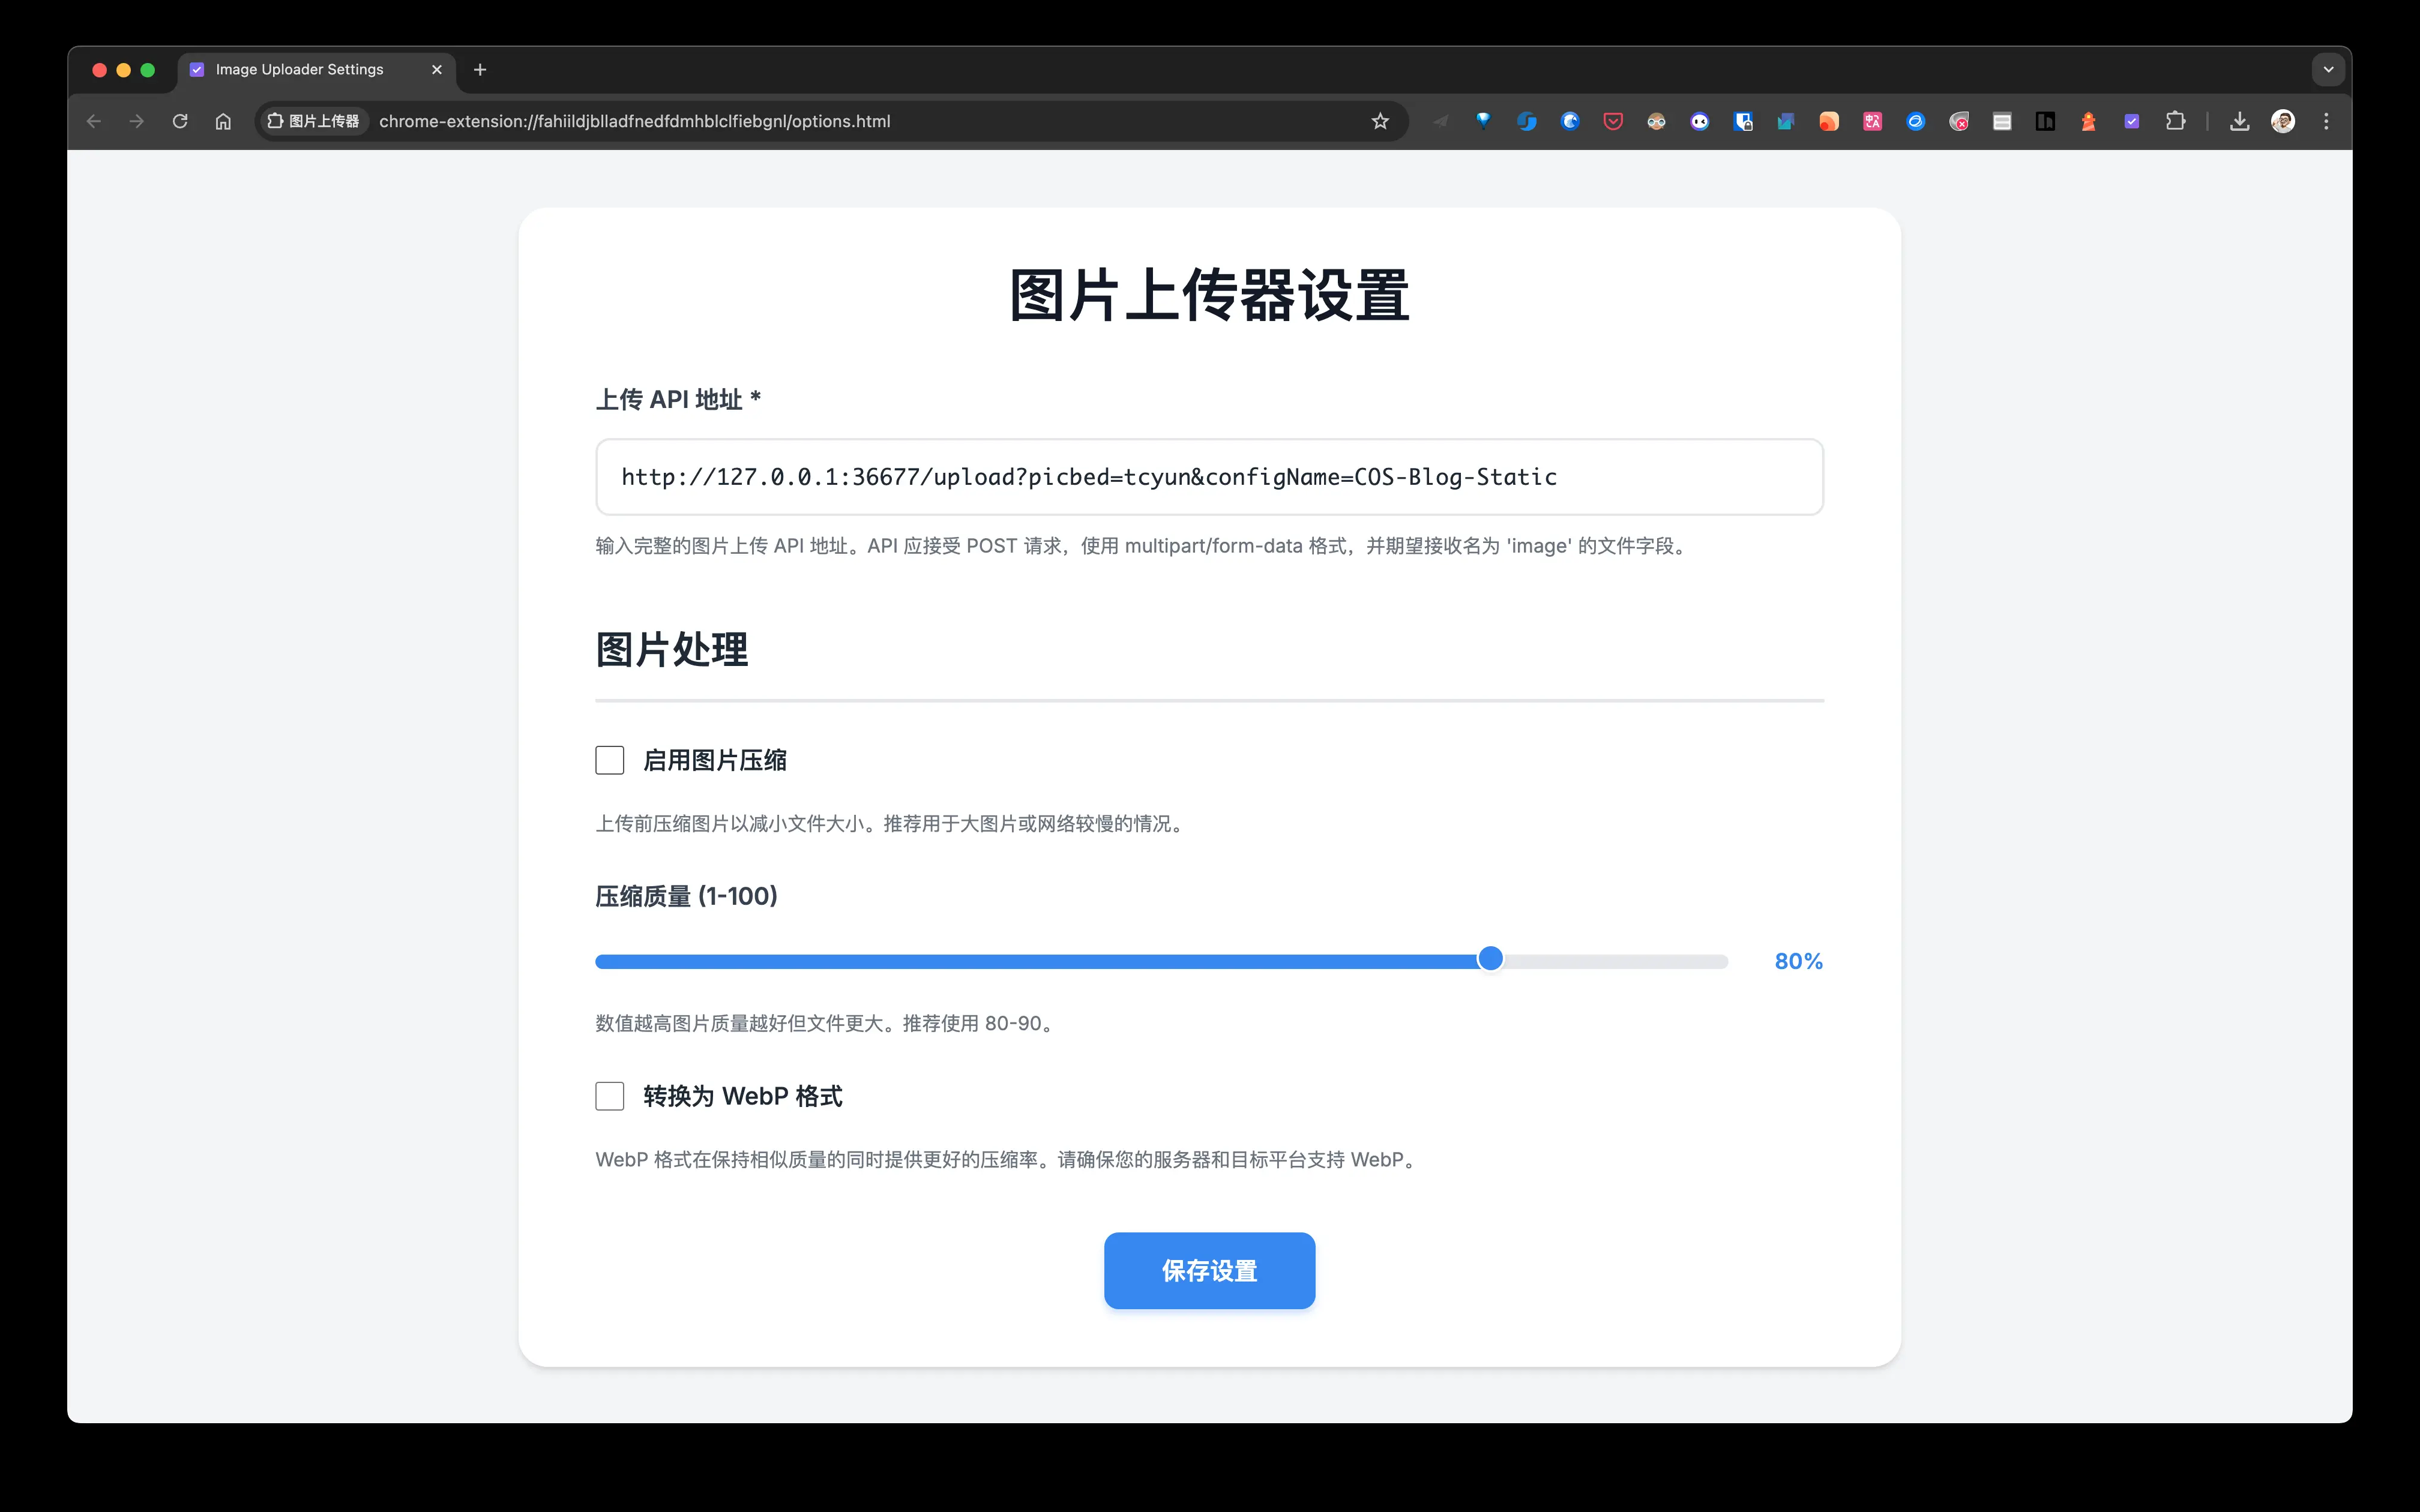 Image Uploader Settings
图片上传器 chrome-extension://fahiildjblladfnedfdmhblclfiebgnl/options.html
图片上传器设置
上传 API 地址 *
http://127.0.0.1:36677/upload?picbed=tcyun&configName=COS-Blog-Static
输入完整的图片上传 API 地址。API 应接受 POST 请求，使用 multipart/form-data 格式，并期望接收名为 'image' 的文件字段。
图片处理
启用图片压缩
上传前压缩图片以减小文件大小。推荐用于大图片或网络较慢的情况。
压缩质量 (1-100)
80%
数值越高图片质量越好但文件更大。推荐使用 80-90。
转换为 WebP 格式
WebP 格式在保持相似质量的同时提供更好的压缩率。请确保您的服务器和目标平台支持 WebP。
保存设置